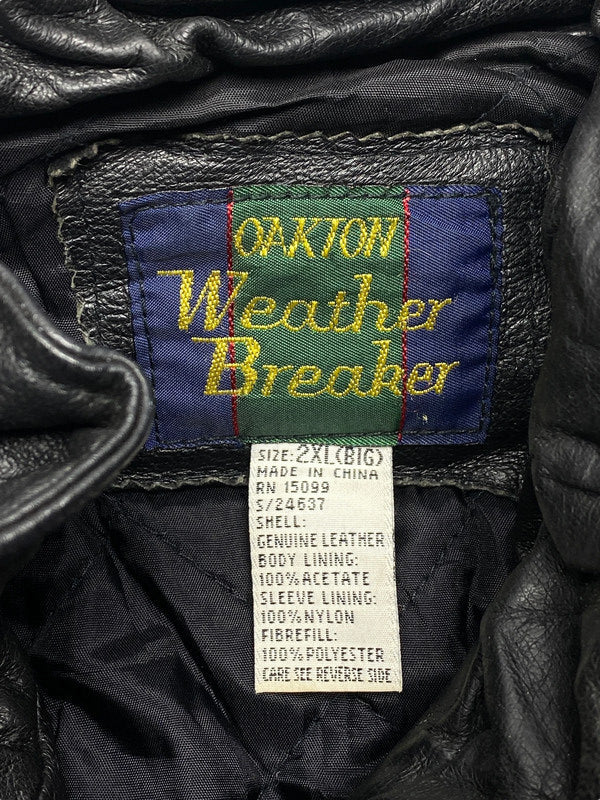 OAKTON
Weather
Breaker
SIZE: 2XL(BIG)
MADE IN CHINA
RN 15099
S/24637
SHELL:
GENUINE LEATHER
BODY LINING:
100% ACETATE
SLEEVE LINING:
100% NYLON
FIBREFILL:
100% POLYESTER
CARE SEE REVERSE SIDE